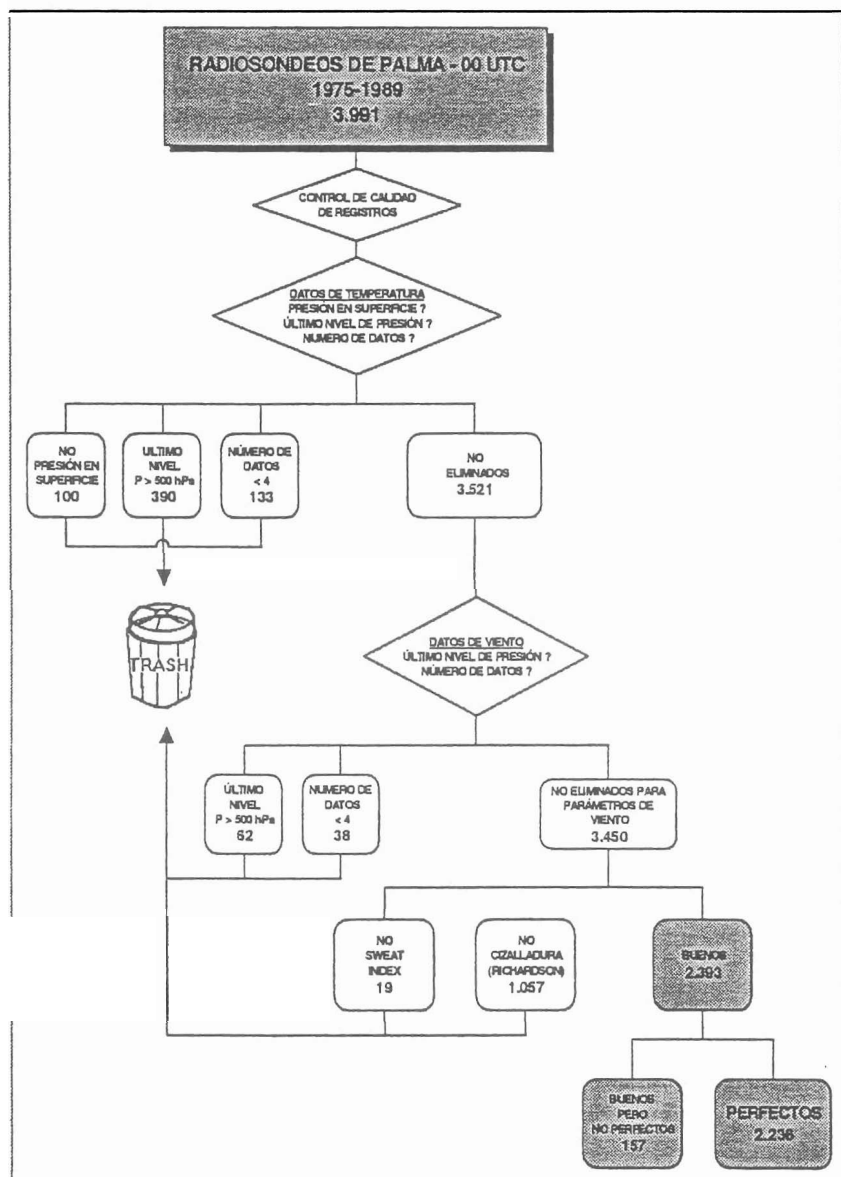 RADIOSONDEOS DE PALMA - 00 UTC
1975-1989
3.991
CONTROL DE CALIDAD
DE REGISTROS
DATOS DE TEMPERATURA
PRESIÓN EN SUPERFICIE ?
ÚLTIMO NIVEL DE PRESIÓN ?
NUMERO DE DATOS ?
NO
PRESIÓN EN
SUPERFICIE
100
ULTIMO
NIVEL
P > 500 hPa
390
NÚMERO DE
DATOS
< 4
133
NO
ELIMINADOS
3.521
TRASH
DATOS DE VIENTO
ÚLTIMO NIVEL DE PRESIÓN ?
NÚMERO DE DATOS ?
ÚLTIMO
NIVEL
P > 500 hPa
62
NUMERO DE
DATOS
< 4
38
NO ELIMINADOS PARA
PARÁMETROS DE
VIENTO
3.450
NO
SWEAT
INDEX
19
NO
CIZALLADURA
(RICHARDSON)
1.057
BUENOS
2.393
BUENOS
PERO
NO PERFECTOS
157
PERFECTOS
2.236